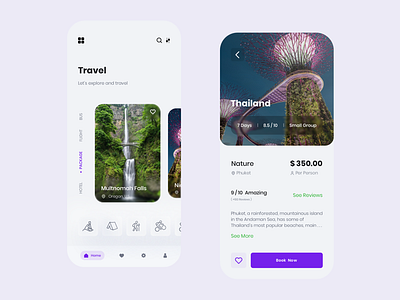 Travel
Let's explore and travel
BUS
FLIGHT
PACKAGE
HOTEL
Multnomah Falls
Oregon
Ni
Home
Thailand
7 Days | 8.5 / 10 | Small Group
Nature
$ 350.00
Phuket
Per Person
9 / 10 Amazing
See Reviews
Phuket, a rainforested, mountainous island
in the Andaman Sea, has some of
Thailand's most popular beaches, main ...
See More
Book Now